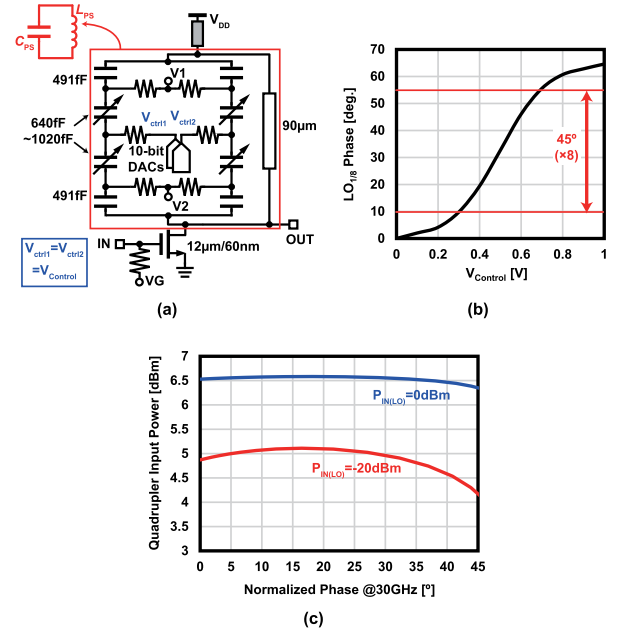 L_PS
C_PS
V_DD
491fF
V1
640fF
~1020fF
V_ctrl1 V_ctrl2
10-bit
DACs
90μm
491fF
V2
IN
12μm/60nm
OUT
VG
V_ctrl1=V_ctrl2
=V_Control
(a)
LO_1/8 Phase [deg.]
70
60
50
40
30
20
10
0
45º
(×8)
0 0.2 0.4 0.6 0.8 1
V_Control [V]
(b)
Quadrupler Input Power [dBm]
7
6.5
6
5.5
5
4.5
4
3.5
3
P_IN(LO)=0dBm
P_IN(LO)=-20dBm
0 5 10 15 20 25 30 35 40 45
Normalized Phase @30GHz [º]
(c)